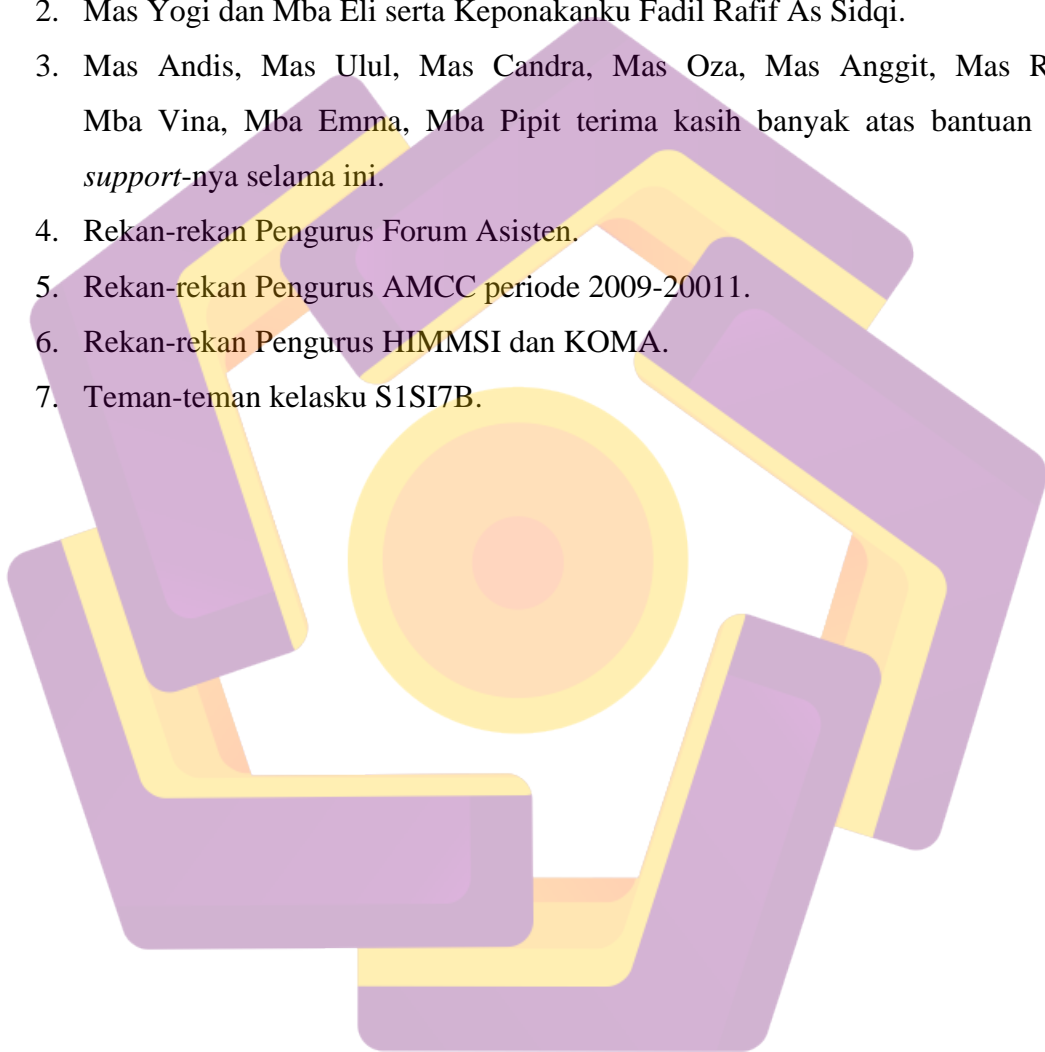 2. Mas Yogi dan Mba Eli serta Keponakanku Fadil Rafif As Sidqi.
3. Mas Andis, Mas Ulul, Mas Candra, Mas Oza, Mas Anggit, Mas
Mba Vina, Mba Emma, Mba Pipit terima kasih banyak atas bantuan
support-nya selama ini.
4. Rekan-rekan Pengurus Forum Asisten.
5. Rekan-rekan Pengurus AMCC periode 2009-20011.
6. Rekan-rekan Pengurus HIMMSI dan KOMA.
7. Teman-teman kelasku S1SI7B.